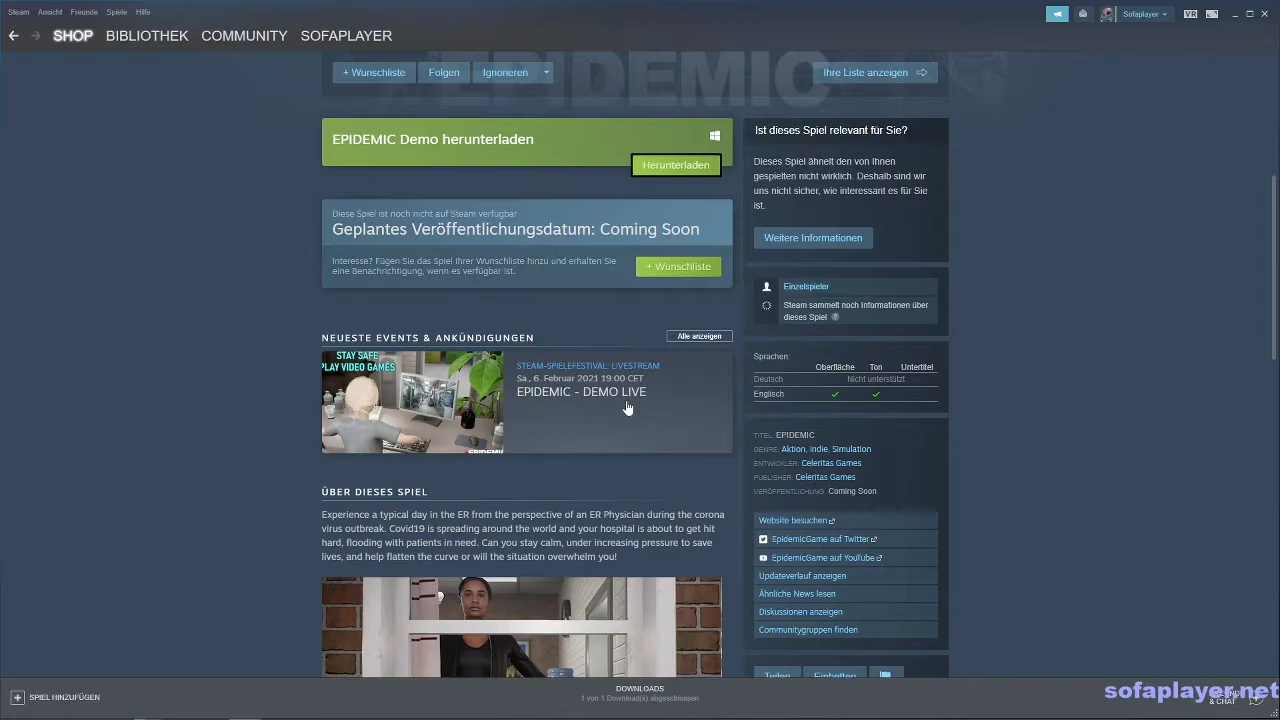 Steam Ansicht Freunde Spiele Hilfe
Sofaplayer
VR
SHOP BIBLIOTHEK COMMUNITY SOFAPLAYER
EPIDEMIC
+ Wunschliste Folgen Ignorieren
Ihre Liste anzeigen
EPIDEMIC Demo herunterladen
Herunterladen
Diese Spiel ist noch nicht auf Steam verfügbar
Geplantes Veröffentlichungsdatum: Coming Soon
Interesse? Fügen Sie das Spiel Ihrer Wunschliste hinzu und erhalten Sie
eine Benachrichtigung, wenn es verfügbar ist.
+ Wunschliste
NEUESTE EVENTS & ANKÜNDIGUNGEN
Alle anzeigen
STAY SAFE
PLAY VIDEO GAMES
EPIDEMIC
STEAM-SPIELEFESTIVAL: LIVESTREAM
Sa., 6. Februar 2021 19:00 CET
EPIDEMIC - DEMO LIVE
ÜBER DIESES SPIEL
Experience a typical day in the ER from the perspective of an ER Physician during the corona
virus outbreak. Covid19 is spreading around the world and your hospital is about to get hit
hard, flooding with patients in need. Can you stay calm, under increasing pressure to save
lives, and help flatten the curve or will the situation overwhelm you!
Ist dieses Spiel relevant für Sie?
Dieses Spiel ähnelt den von Ihnen
gespielten nicht wirklich. Deshalb sind wir
uns nicht sicher, wie interessant es für Sie
ist.
Weitere Informationen
Einzelspieler
Steam sammelt noch Informationen über
dieses Spiel ?
Sprachen:
Oberfläche Ton Untertitel
Deutsch Nicht unterstützt
Englisch ✓ ✓
TITEL: EPIDEMIC
GENRE: Aktion, Indie, Simulation
ENTWICKLER: Celeritas Games
PUBLISHER: Celeritas Games
VERÖFFENTLICHUNG: Coming Soon
Website besuchen
EpidemicGame auf Twitter
EpidemicGame auf YouTube
Updateverlauf anzeigen
Ähnliche News lesen
Diskussionen anzeigen
Communitygruppen finden
Teilen Einbetten
SPIEL HINZUFÜGEN
DOWNLOADS
1 von 1 Download(s) abgeschlossen
sofaplayer.net
& CHAT